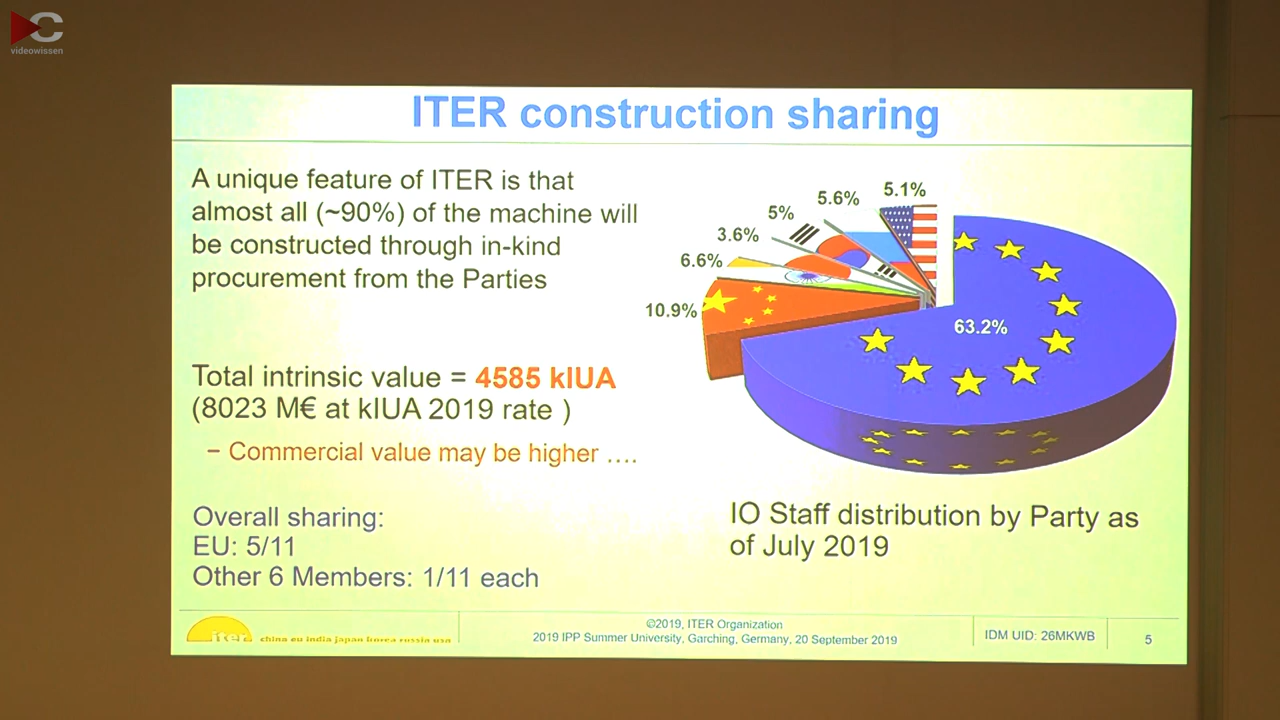 C
videowissen
ITER construction sharing
A unique feature of ITER is that
almost all (~90%) of the machine will
be constructed through in-kind
procurement from the Parties
Total intrinsic value = 4585 kIUA
(8023 M€ at kIUA 2019 rate )
− Commercial value may be higher ….
Overall sharing:
EU: 5/11
Other 6 Members: 1/11 each
5.1%
5.6%
5%
3.6%
6.6%
10.9%
63.2%
IO Staff distribution by Party as
of July 2019
iter china eu india japan korea russia usa
©2019, ITER Organization
2019 IPP Summer University, Garching, Germany, 20 September 2019
IDM UID: 26MKWB
5